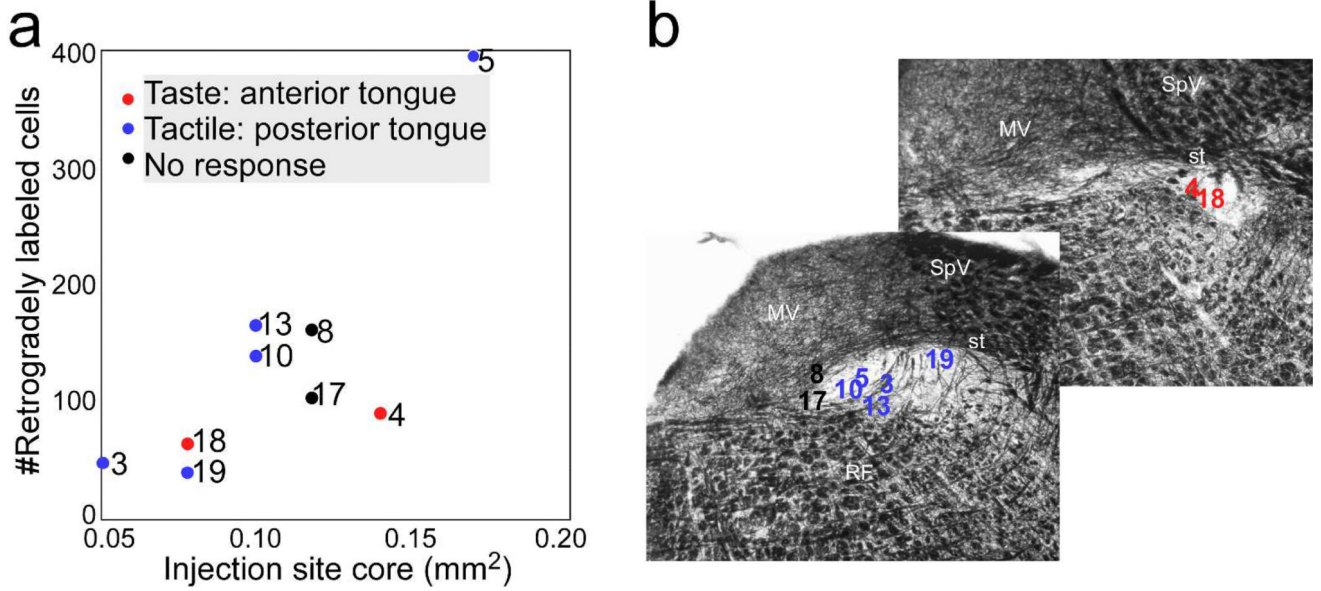 a
400
300
200
100
0
#Retrogradely labeled cells
Taste: anterior tongue
Tactile: posterior tongue
No response
5
13
8
10
17
4
18
3
19
0.05 0.10 0.15 0.20
Injection site core (mm²)
b
SpV
MV
st
4
18
SpV
MV
st
19
8
5
3
10
17
13
RF